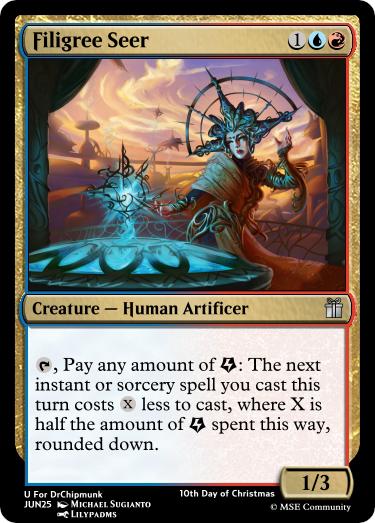 Filigree Seer 1
Creature — Human Artificer
, Pay any amount of : The next
instant or sorcery spell you cast this
turn costs X less to cast, where X is
half the amount of spent this way,
rounded down.
1/3
U For DrChipmunk
10th Day of Christmas
JUN25 Michael Sugianto
© MSE Community
Lilypadms